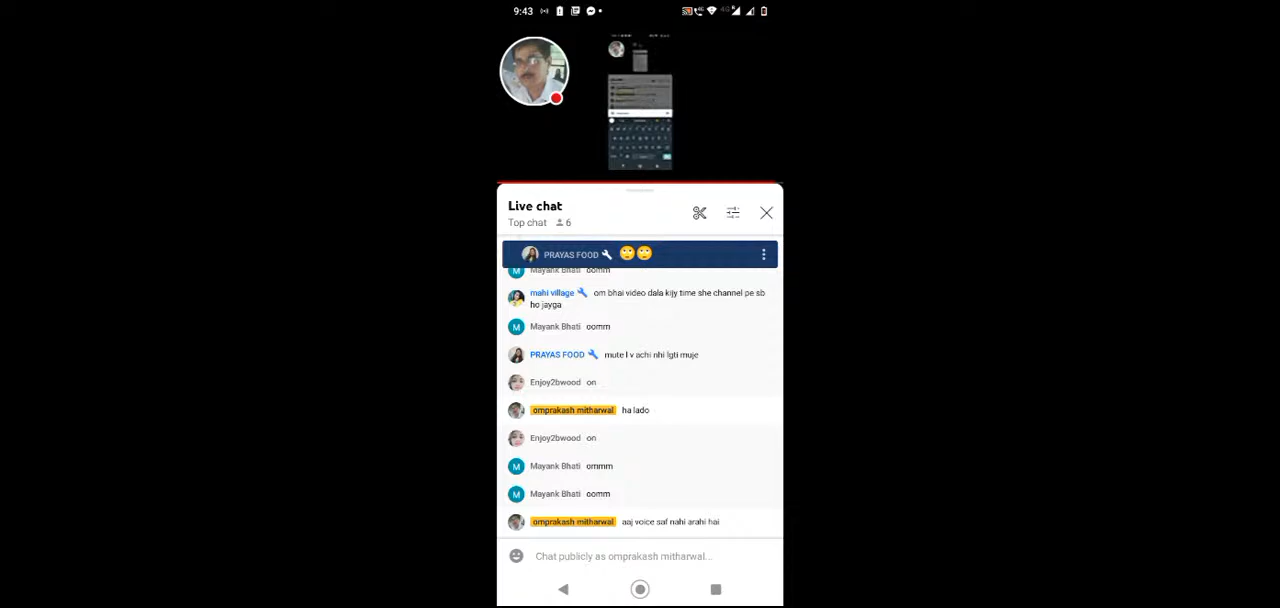 9:43
4G
Live chat
Top chat 6
PRAYAS FOOD 🙄🙄
Mayank Bhati oomm
mahi village om bhai video dala kijy time she channel pe sb
ho jayga
Mayank Bhati oomm
PRAYAS FOOD mute l v achi nhi lgti muje
Enjoy2bwood on
omprakash mitharwal ha lado
Enjoy2bwood on
Mayank Bhati ommm
Mayank Bhati oomm
omprakash mitharwal aaj voice saf nahi arahi hai
Chat publicly as omprakash mitharwal...